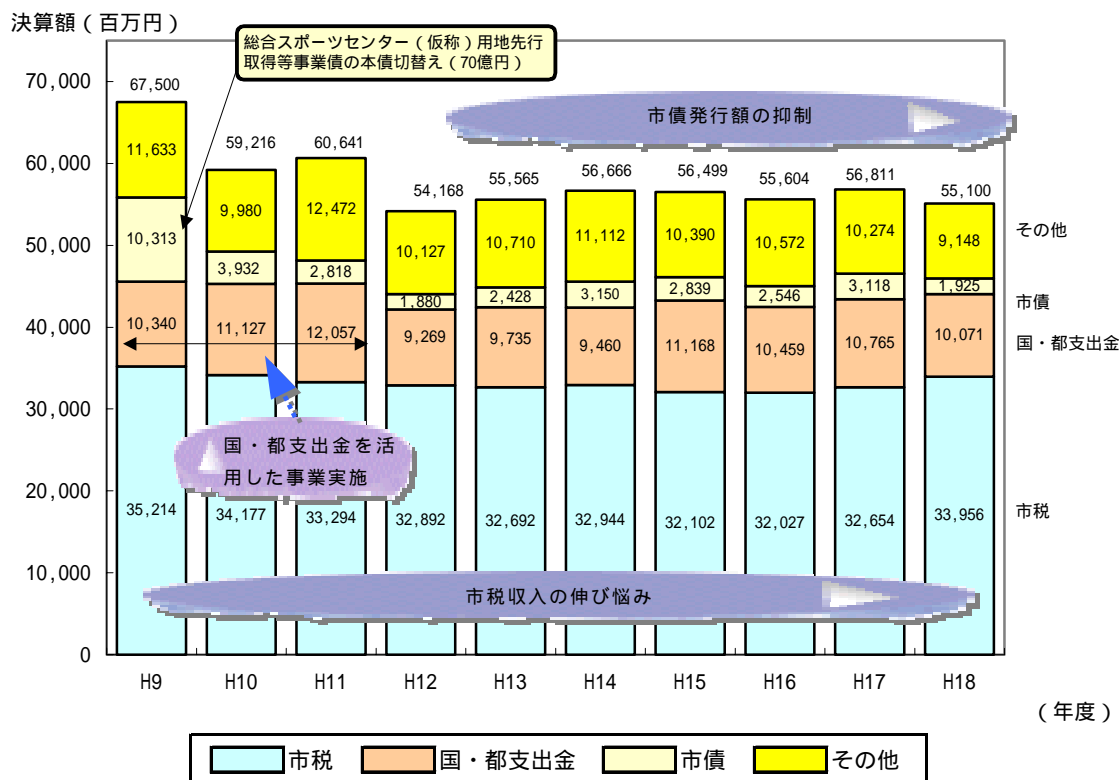 決算額（百万円）
総合スポーツセンター（仮称）用地先行
取得等事業債の本債切替え（70億円）
市債発行額の抑制
70,000
60,000
50,000
40,000
30,000
20,000
10,000
0
67,500
59,216
60,641
54,168
55,565
56,666
56,499
55,604
56,811
55,100
11,633
9,980
12,472
10,127
10,710
11,112
10,390
10,572
10,274
9,148
その他
10,313
3,932
2,818
1,880
2,428
3,150
2,839
2,546
3,118
1,925
市債
10,340
11,127
12,057
9,269
9,735
9,460
11,168
10,459
10,765
10,071
国・都支出金
国・都支出金を活
用した事業実施
35,214
34,177
33,294
32,892
32,692
32,944
32,102
32,027
32,654
33,956
市税
市税収入の伸び悩み
H9
H10
H11
H12
H13
H14
H15
H16
H17
H18
（年度）
市税
国・都支出金
市債
その他